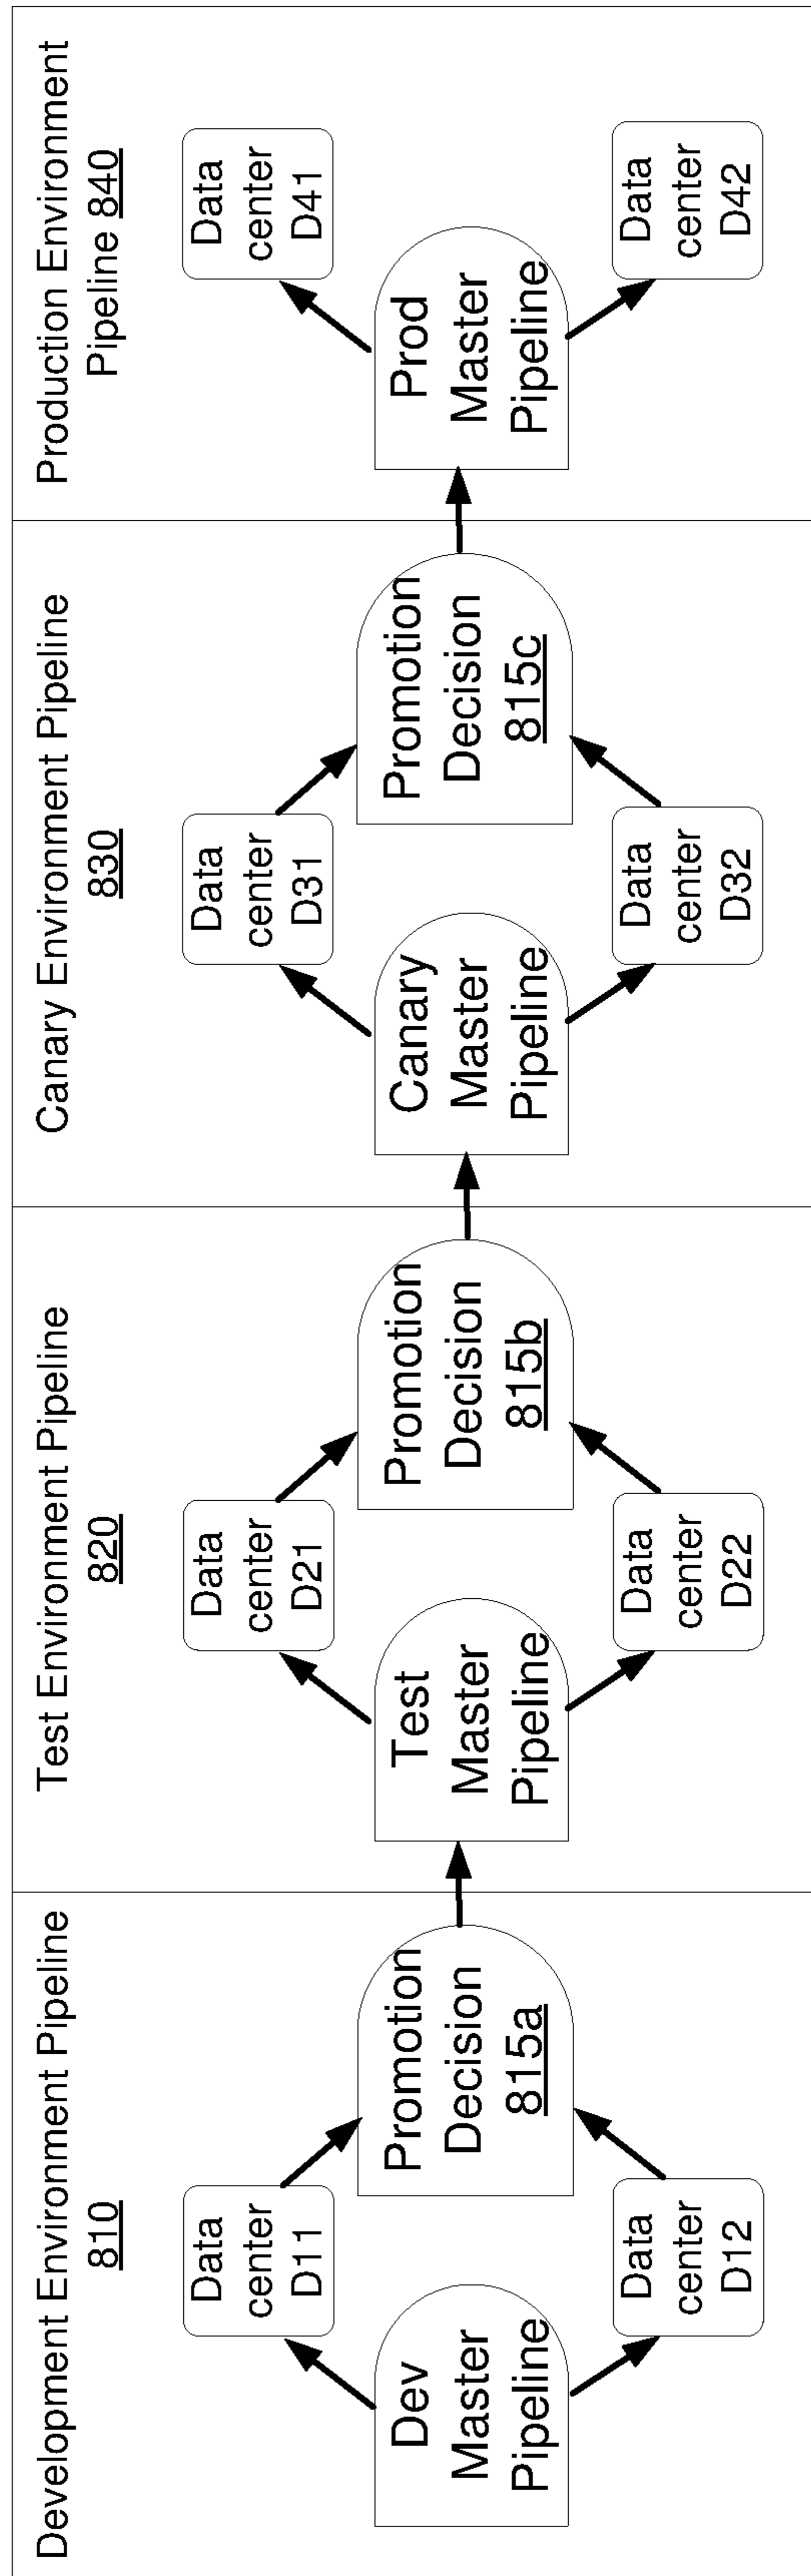 Development Environment Pipeline
810
Data
center
D11
Dev
Master
Pipeline
Promotion
Decision
815a
Data
center
D12
Test Environment Pipeline
820
Data
center
D21
Test
Master
Pipeline
Promotion
Decision
815b
Data
center
D22
Canary Environment Pipeline
830
Data
center
D31
Canary
Master
Pipeline
Promotion
Decision
815c
Data
center
D32
Production Environment
Pipeline 840
Data
center
D41
Prod
Master
Pipeline
Data
center
D42